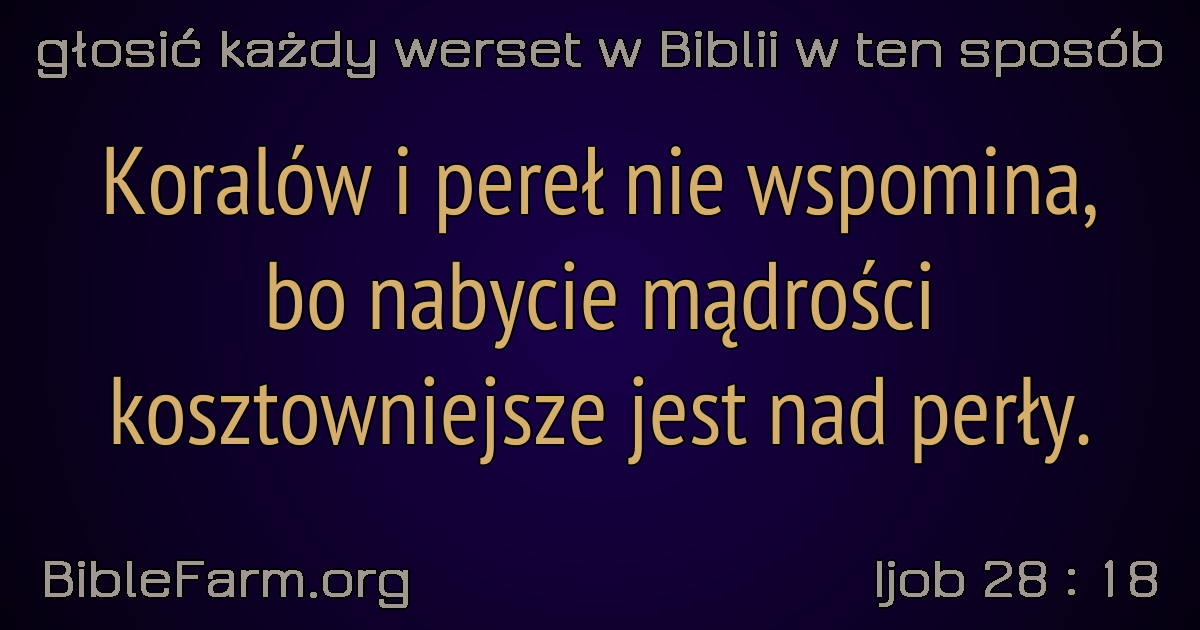 głosić każdy werset w Biblii w ten sposób
Koralów i pereł nie wspomina,
bo nabycie mądrości
kosztowniejsze jest nad perły.
BibleFarm.org
Ijob 28 : 18